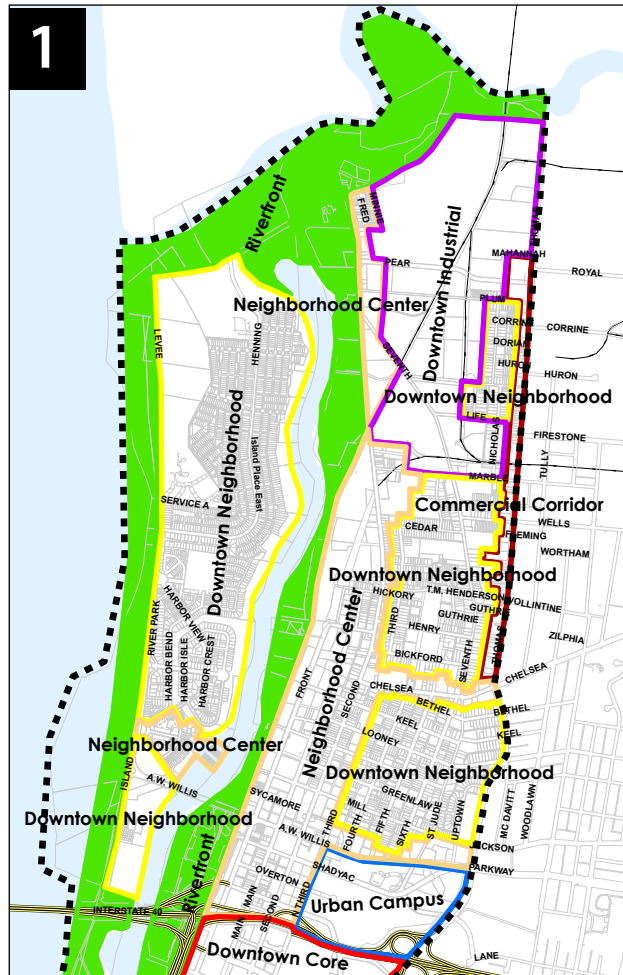 1
Riverfront
FRED
MINNIE
THOMAS
PEAR
MAHANNAH
ROYAL
Downtown Industrial
Neighborhood Center
PLUM
CORRINE
CORRINE
LEVEE
HENNING
DORIAN
SEVENTH
HURON
HURON
Downtown Neighborhood
LIFE
NICHOLAS
FIRESTONE
TULLY
Downtown Neighborhood
Island Place East
MARBLE
SERVICE A
Commercial Corridor
CEDAR
WELLS
FLEMING
WORTHAM
Downtown Neighborhood
HICKORY
T.M. HENDERSON
VOLLINTINE
GUTHRIE
GUTHRIE
THIRD
HENRY
ZILPHIA
RIVER PARK
HARBOR VIEW
HARBOR BEND
HARBOR ISLE
HARBOR CREST
BICKFORD
SEVENTH
THOMAS
CHELSEA
CHELSEA
FRONT
SECOND
Neighborhood Center
BETHEL
BETHEL
KEEL
KEEL
LOONEY
Neighborhood Center
Downtown Neighborhood
ISLAND
A.W. WILLIS
SYCAMORE
GREENLAW
MILL
FIFTH
SIXTH
ST JUDE
UPTOWN
MC DAVITT
WOODLAWN
Downtown Neighborhood
THIRD
FOURTH
A.W. WILLIS
JACKSON
PARKWAY
SHADYAC
OVERTON
Riverfront
MAIN
Urban Campus
INTERSTATE 40
MAIN
SECOND
N THIRD
Downtown Core
LANE